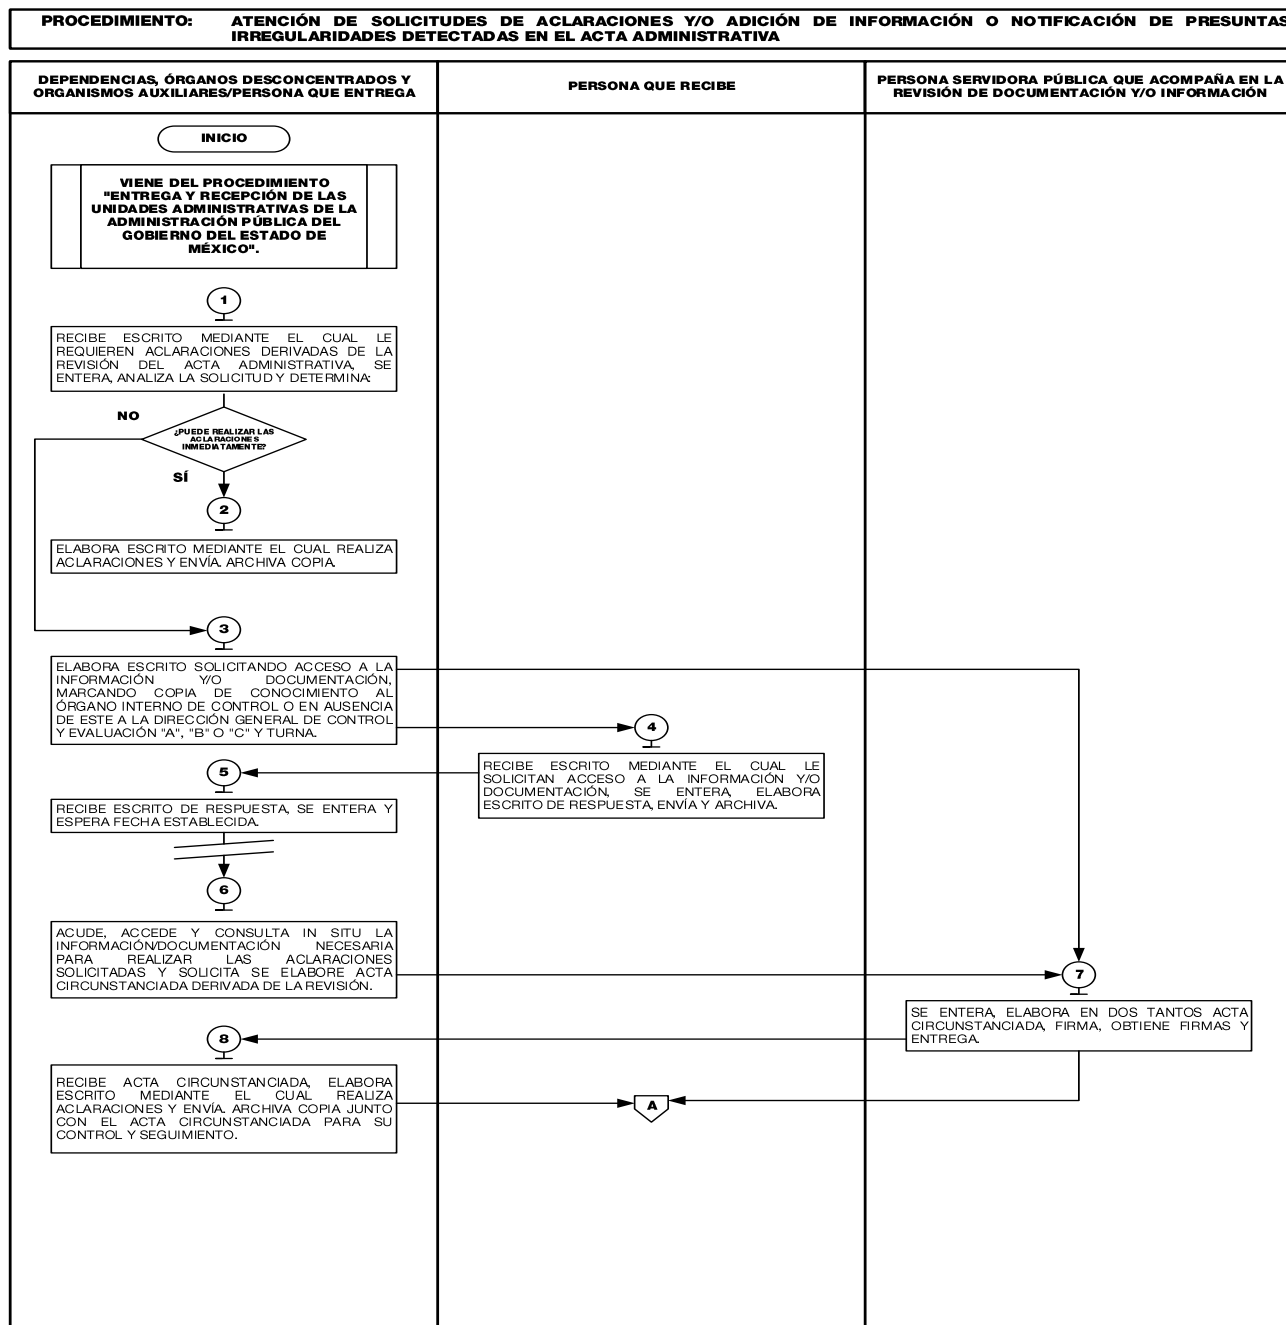 PROCEDIMIENTO: ATENCIÓN DE SOLICITUDES DE ACLARACIONES Y/O ADICIÓN DE INFORMACIÓN O NOTIFICACIÓN DE PRESUNTAS
IRREGULARIDADES DETECTADAS EN EL ACTA ADMINISTRATIVA
DEPENDENCIAS, ÓRGANOS DESCONCENTRADOS Y
ORGANISMOS AUXILIARES/PERSONA QUE ENTREGA
PERSONA QUE RECIBE
PERSONA SERVIDORA PÚBLICA QUE ACOMPAÑA EN LA
REVISIÓN DE DOCUMENTACIÓN Y/O INFORMACIÓN
INICIO
VIENE DEL PROCEDIMIENTO
"ENTREGA Y RECEPCIÓN DE LAS
UNIDADES ADMINISTRATIVAS DE LA
ADMINISTRACIÓN PÚBLICA DEL
GOBIERNO DEL ESTADO DE
MÉXICO".
1
RECIBE ESCRITO MEDIANTE EL CUAL LE
REQUIEREN ACLARACIONES DERIVADAS DE LA
REVISIÓN DEL ACTA ADMINISTRATIVA, SE
ENTERA, ANALIZA LA SOLICITUD Y DETERMINA:
NO
¿PUEDE REALIZAR LAS
ACLARACIONES
INMEDIATAMENTE?
SÍ
2
ELABORA ESCRITO MEDIANTE EL CUAL REALIZA
ACLARACIONES Y ENVÍA. ARCHIVA COPIA.
3
ELABORA ESCRITO SOLICITANDO ACCESO A LA
INFORMACIÓN Y/O DOCUMENTACIÓN,
MARCANDO COPIA DE CONOCIMIENTO AL
ÓRGANO INTERNO DE CONTROL O EN AUSENCIA
DE ESTE A LA DIRECCIÓN GENERAL DE CONTROL
Y EVALUACIÓN "A", "B" O "C" Y TURNA.
4
RECIBE ESCRITO MEDIANTE EL CUAL LE
SOLICITAN ACCESO A LA INFORMACIÓN Y/O
DOCUMENTACIÓN, SE ENTERA, ELABORA
ESCRITO DE RESPUESTA, ENVÍA Y ARCHIVA.
5
RECIBE ESCRITO DE RESPUESTA, SE ENTERA Y
ESPERA FECHA ESTABLECIDA.
6
ACUDE, ACCEDE Y CONSULTA IN SITU LA
INFORMACIÓN/DOCUMENTACIÓN NECESARIA
PARA REALIZAR LAS ACLARACIONES
SOLICITADAS Y SOLICITA SE ELABORE ACTA
CIRCUNSTANCIADA DERIVADA DE LA REVISIÓN.
7
SE ENTERA, ELABORA EN DOS TANTOS ACTA
CIRCUNSTANCIADA, FIRMA, OBTIENE FIRMAS Y
ENTREGA.
8
RECIBE ACTA CIRCUNSTANCIADA, ELABORA
ESCRITO MEDIANTE EL CUAL REALIZA
ACLARACIONES Y ENVÍA. ARCHIVA COPIA JUNTO
CON EL ACTA CIRCUNSTANCIADA PARA SU
CONTROL Y SEGUIMIENTO.
A